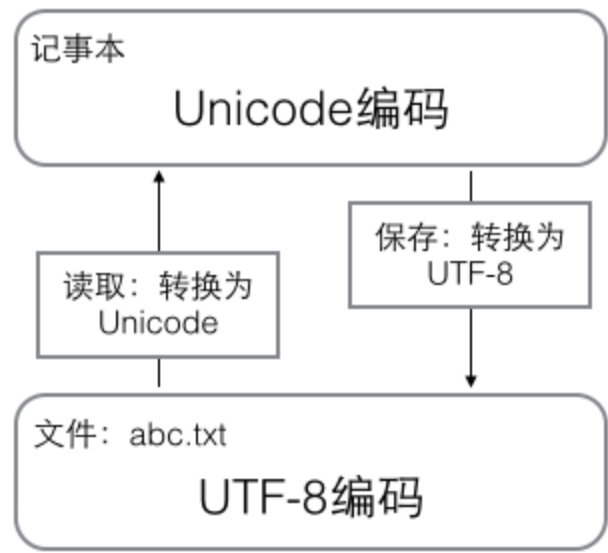 记事本
Unicode编码
读取：转换为
Unicode
保存：转换为
UTF-8
文件：abc.txt
UTF-8编码